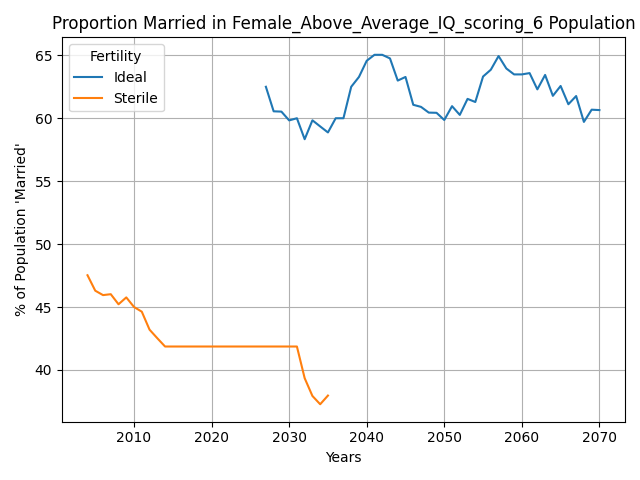 Proportion Married in Female_Above_Average_IQ_scoring_6 Population
Fertility
Ideal
Sterile
% of Population 'Married'
65
60
55
50
45
40
2010 2020 2030 2040 2050 2060 2070
Years